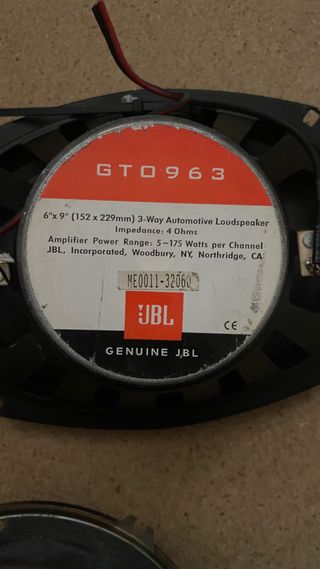 GTO963
6"x 9" (152 x 229mm) 3-Way Automotive Loudspeaker
Impedance: 4 Ohms
Amplifier Power Range: 5–175 Watts per Channel
JBL, Incorporated, Woodbury, NY, Northridge, CA
ME0011-32060
JBL
CE
GENUINE JBL